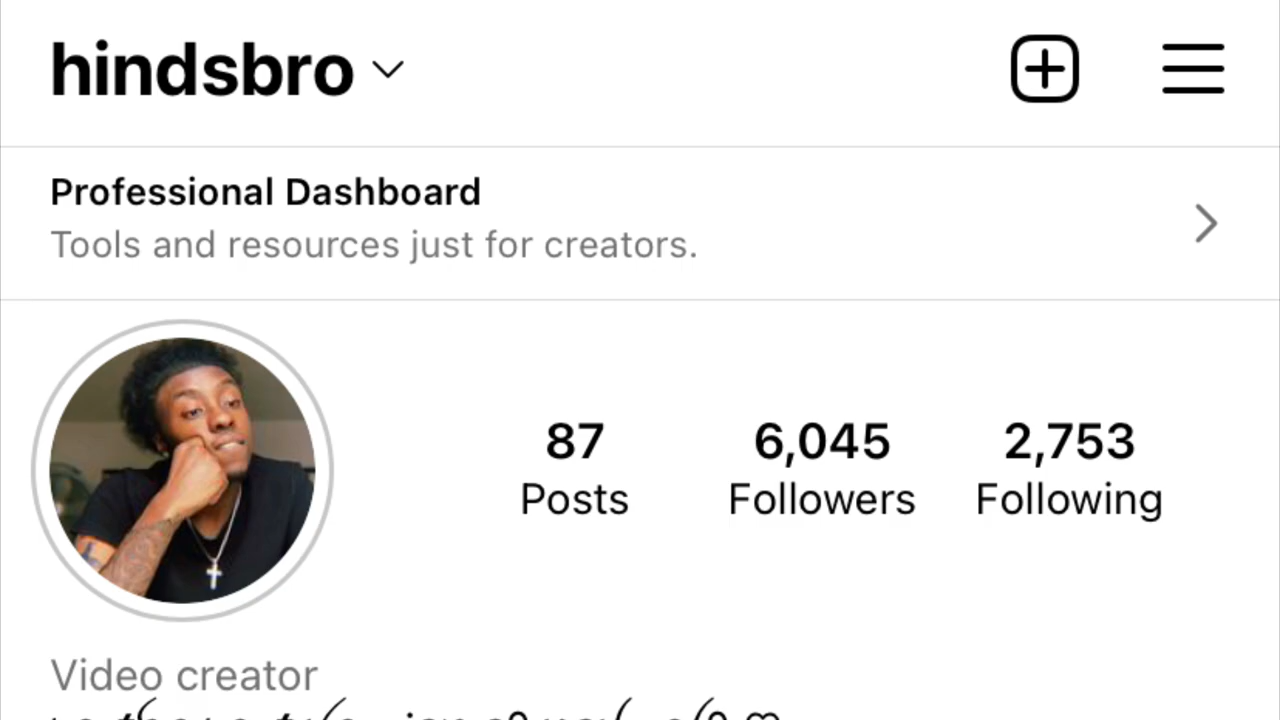 hindsbro
Professional Dashboard
Tools and resources just for creators.
87 6,045 2,753
Posts Followers Following
Video creator